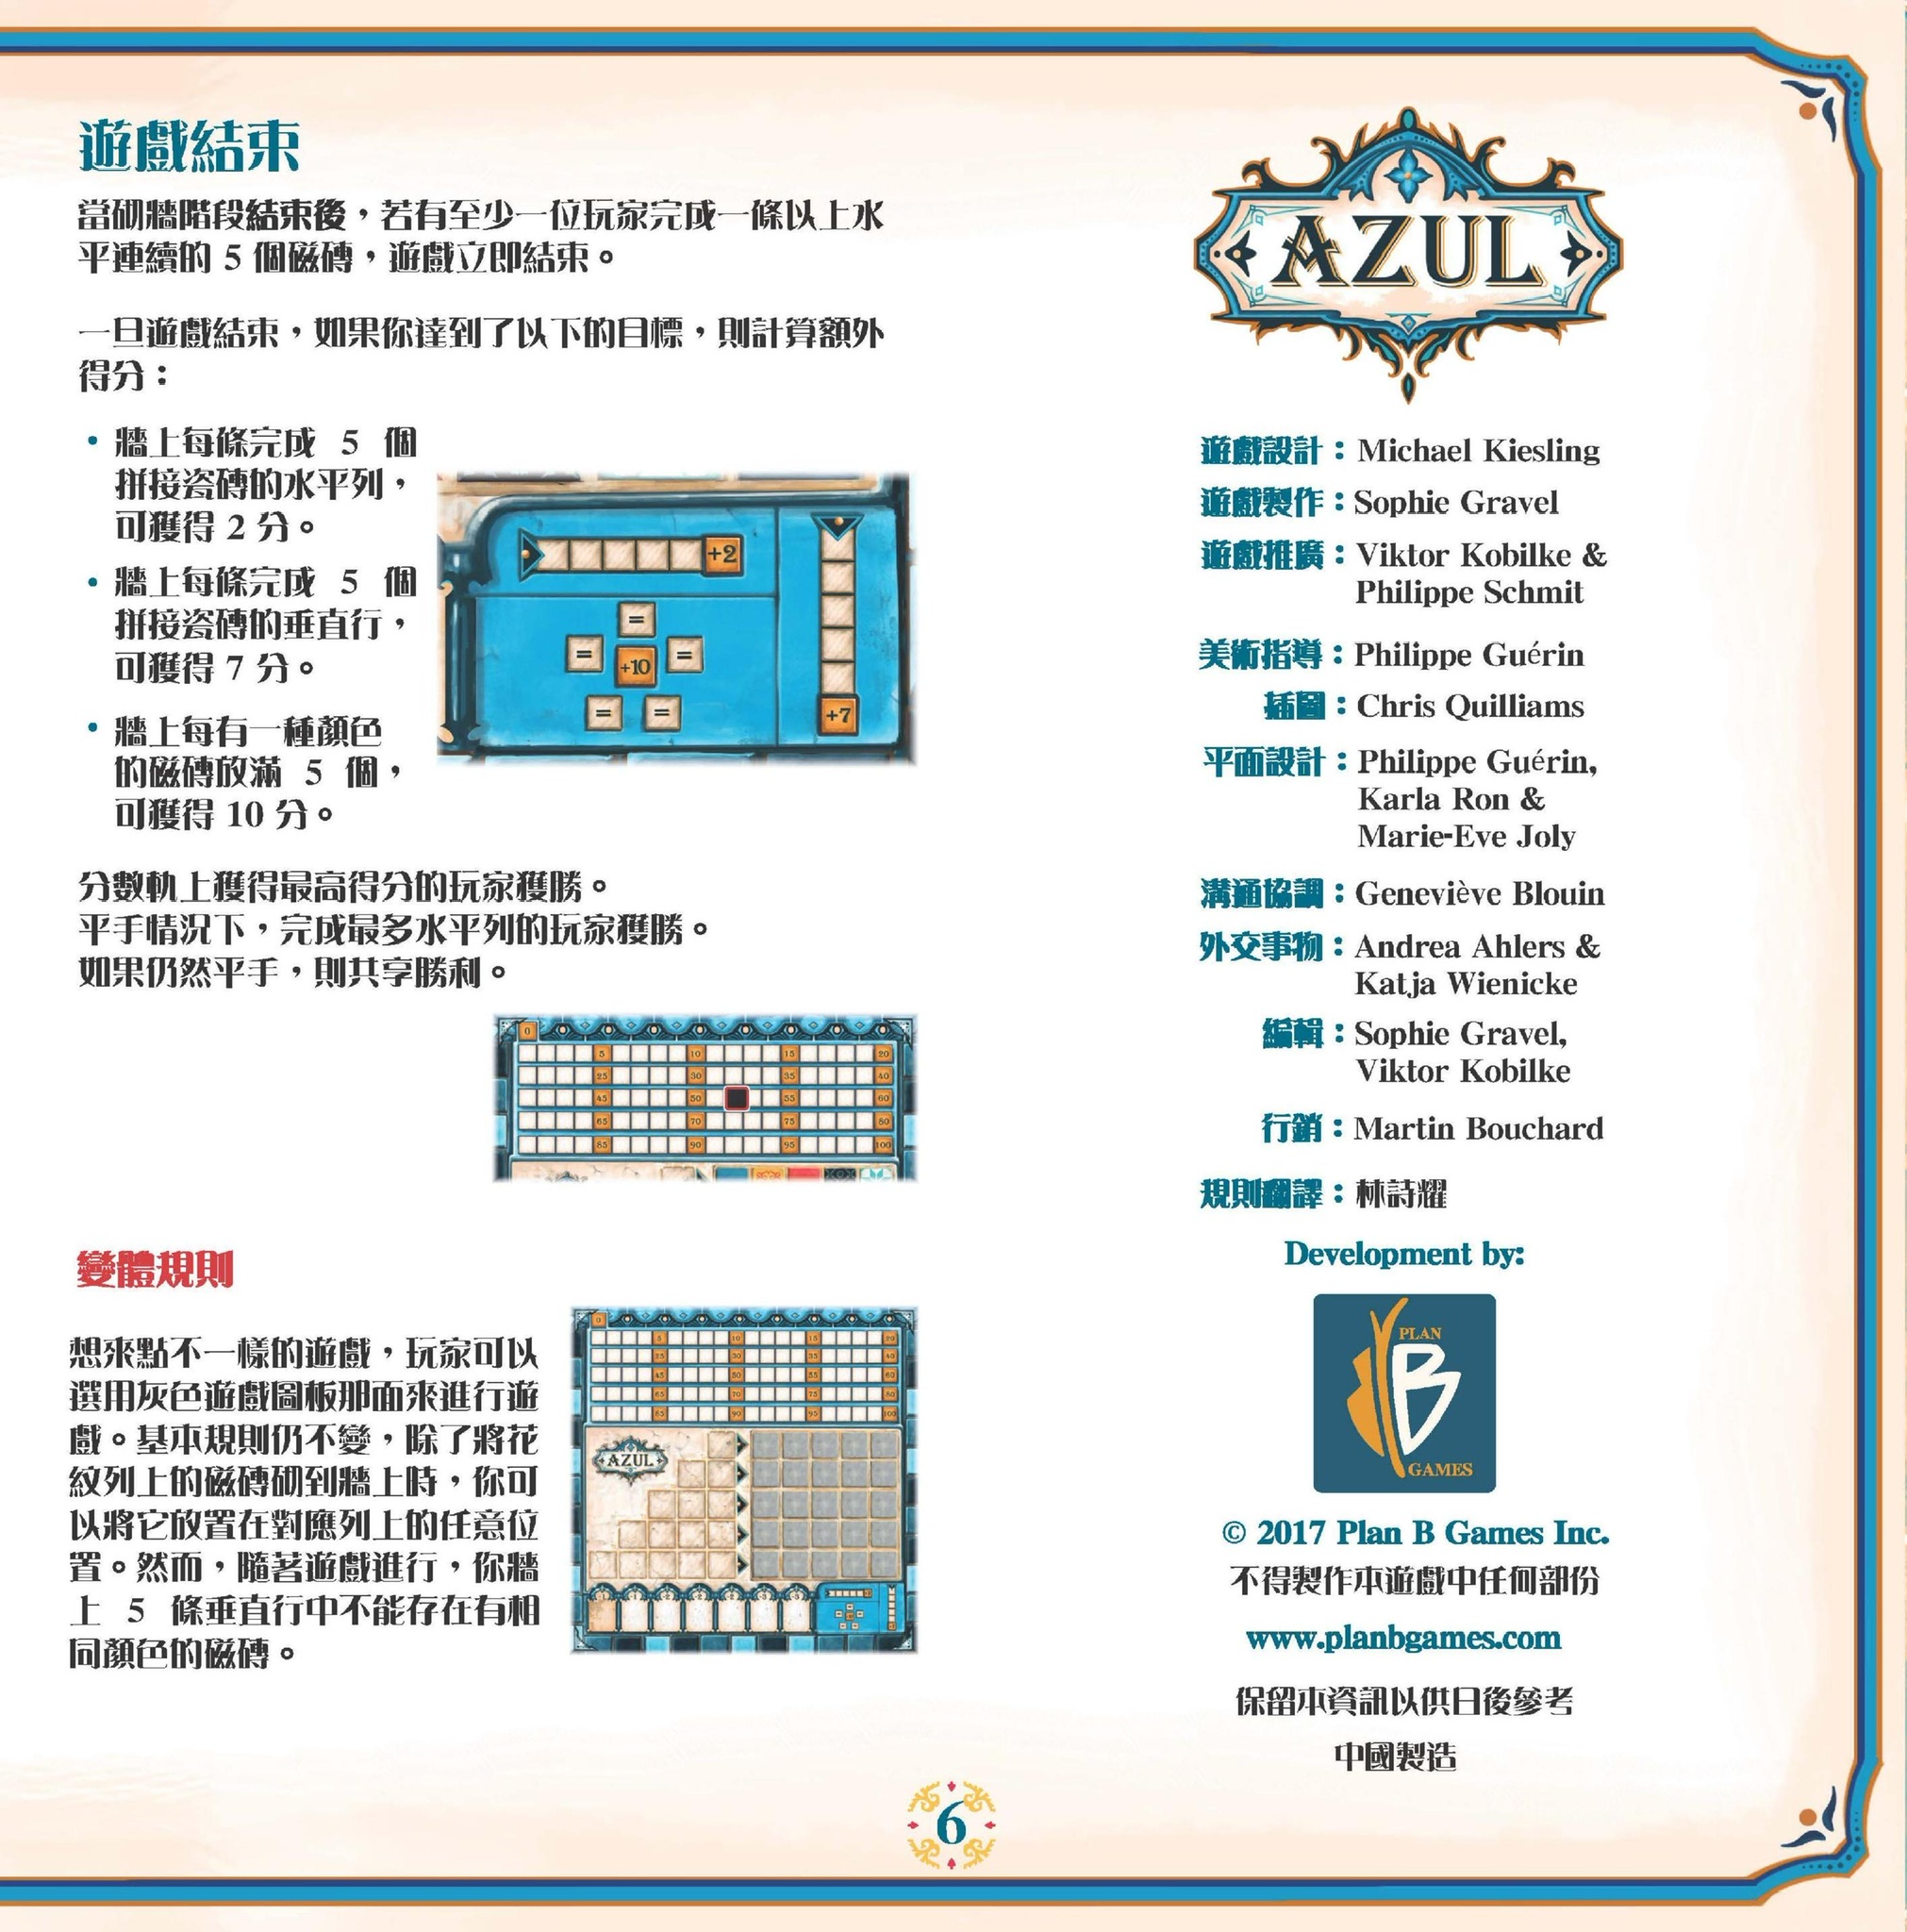 遊戲結束
當砌牆階段結束後，若有至少一位玩家完成一條以上水
平連續的 5 個磁磚，遊戲立即結束。
一旦遊戲結束，如果你達到了以下的目標，則計算額外
得分：
• 牆上每條完成 5 個
拼接瓷磚的水平列，
可獲得 2 分。
• 牆上每條完成 5 個
拼接瓷磚的垂直行，
可獲得 7 分。
• 牆上每有一種顏色
的磁磚放滿 5 個，
可獲得 10 分。
+2
=
= +10 =
= =
+7
分數軌上獲得最高得分的玩家獲勝。
平手情況下，完成最多水平列的玩家獲勝。
如果仍然平手，則共享勝利。
0
5 10 15 20
25 30 35 40
45 50 55 60
65 70 75 80
85 90 95 100
變體規則
想來點不一樣的遊戲，玩家可以
選用灰色遊戲圖板那面來進行遊
戲。基本規則仍不變，除了將花
紋列上的磁磚砌到牆上時，你可
以將它放置在對應列上的任意位
置。然而，隨著遊戲進行，你牆
上 5 條垂直行中不能存在有相
同顏色的磁磚。
0
5 10 15 20
25 30 35 40
45 50 55 60
65 70 75 80
85 90 95 100
AZUL
AZUL
遊戲設計：Michael Kiesling
遊戲製作：Sophie Gravel
遊戲推廣：Viktor Kobilke &
Philippe Schmit
美術指導：Philippe Guérin
插圖：Chris Quilliams
平面設計：Philippe Guérin,
Karla Ron &
Marie-Eve Joly
溝通協調：Geneviève Blouin
外交事物：Andrea Ahlers &
Katja Wienicke
編輯：Sophie Gravel,
Viktor Kobilke
行銷：Martin Bouchard
規則翻譯：林詩耀
Development by:
PLAN
B
GAMES
© 2017 Plan B Games Inc.
不得製作本遊戲中任何部份
www.planbgames.com
保留本資訊以供日後參考
中國製造
6